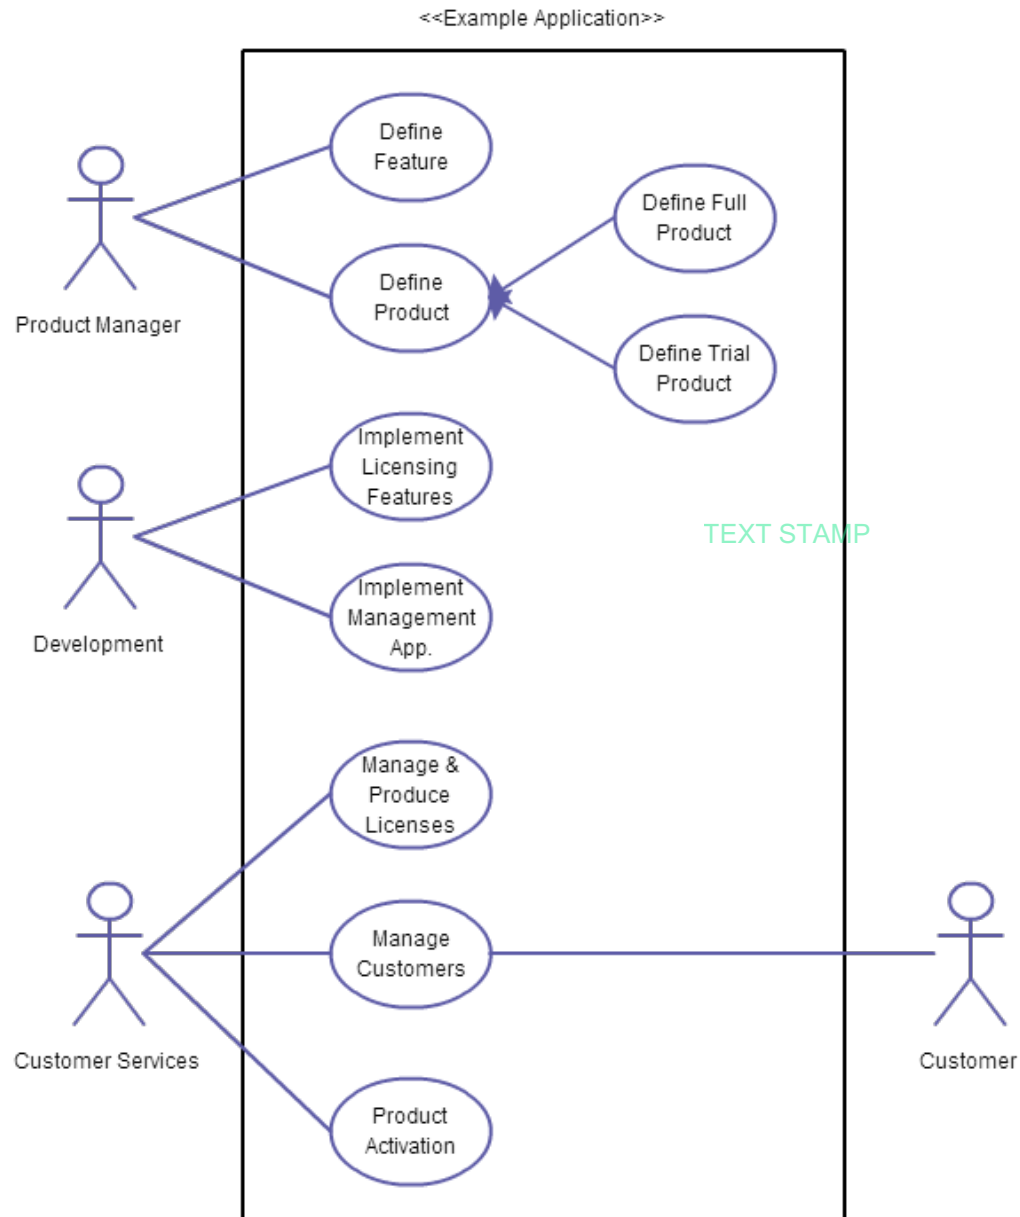 <<Example Application>>
Define
Feature
Define Full
Product
Product Manager
Define
Product
Define Trial
Product
Implement
Licensing
Features
TEXT STAMP
Development
Implement
Management
App.
Manage &
Produce
Licenses
Manage
Customers
Customer Services
Customer
Product
Activation